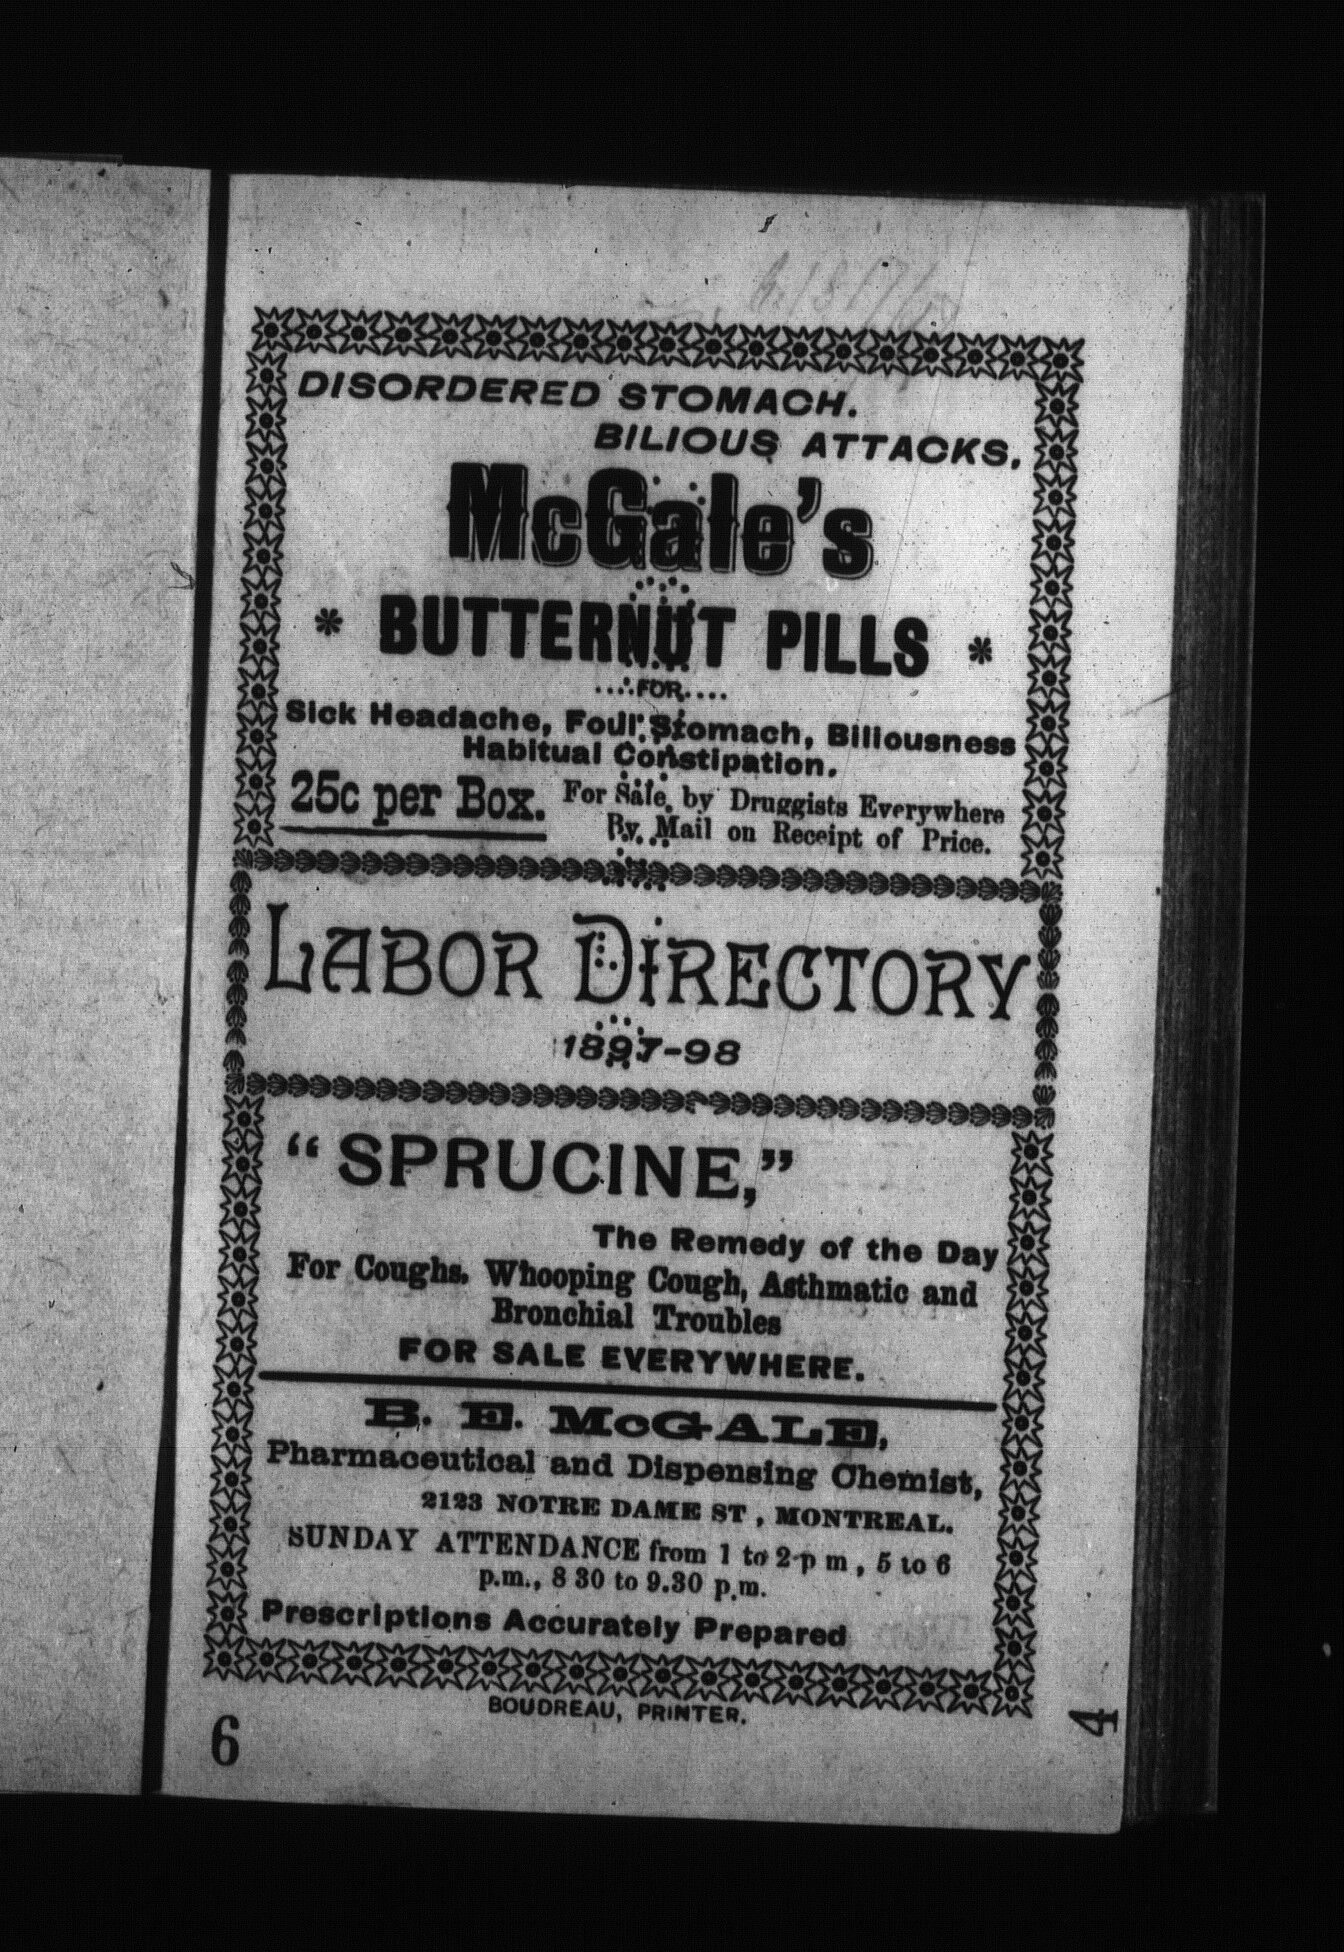 DISORDERED STOMACH.
BILIOUS ATTACKS,
McGale's
* BUTTERNUT PILLS *
....FOR....
Sick Headache, Foul Stomach, Biliousness
Habitual Constipation.
25c per Box.
For Sale by Druggists Everywhere
By Mail on Receipt of Price.
LABOR DIRECTORY
1897-98
“SPRUCINE,”
The Remedy of the Day
For Coughs. Whooping Cough, Asthmatic and
Bronchial Troubles
FOR SALE EVERYWHERE.
B. E. McGALE,
Pharmaceutical and Dispensing Chemist,
2123 NOTRE DAME ST , MONTREAL.
SUNDAY ATTENDANCE from 1 to 2 p m , 5 to 6
p.m., 8 30 to 9.30 p.m.
Prescriptions Accurately Prepared
BOUDREAU, PRINTER.
6
4